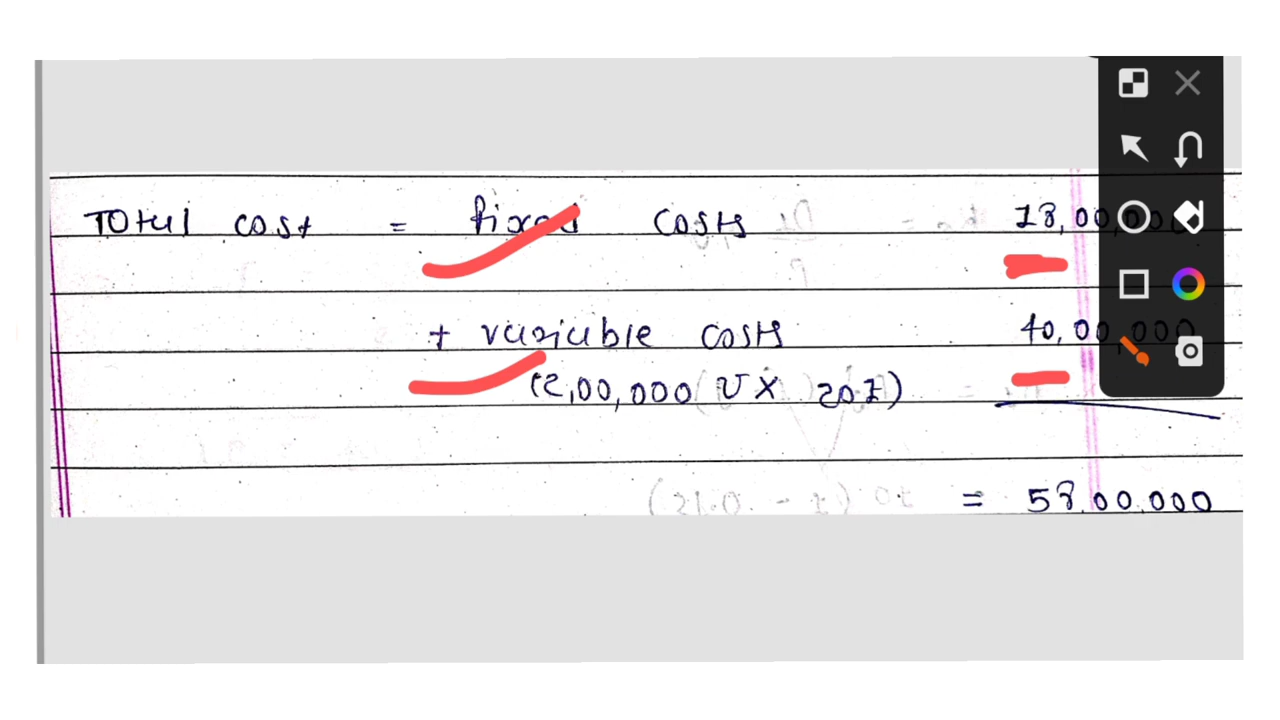 Total cost = fixed costs 18,00,000
+ variable costs 40,00,000
(2,00,000 U X 20₹)
= 58,00,000